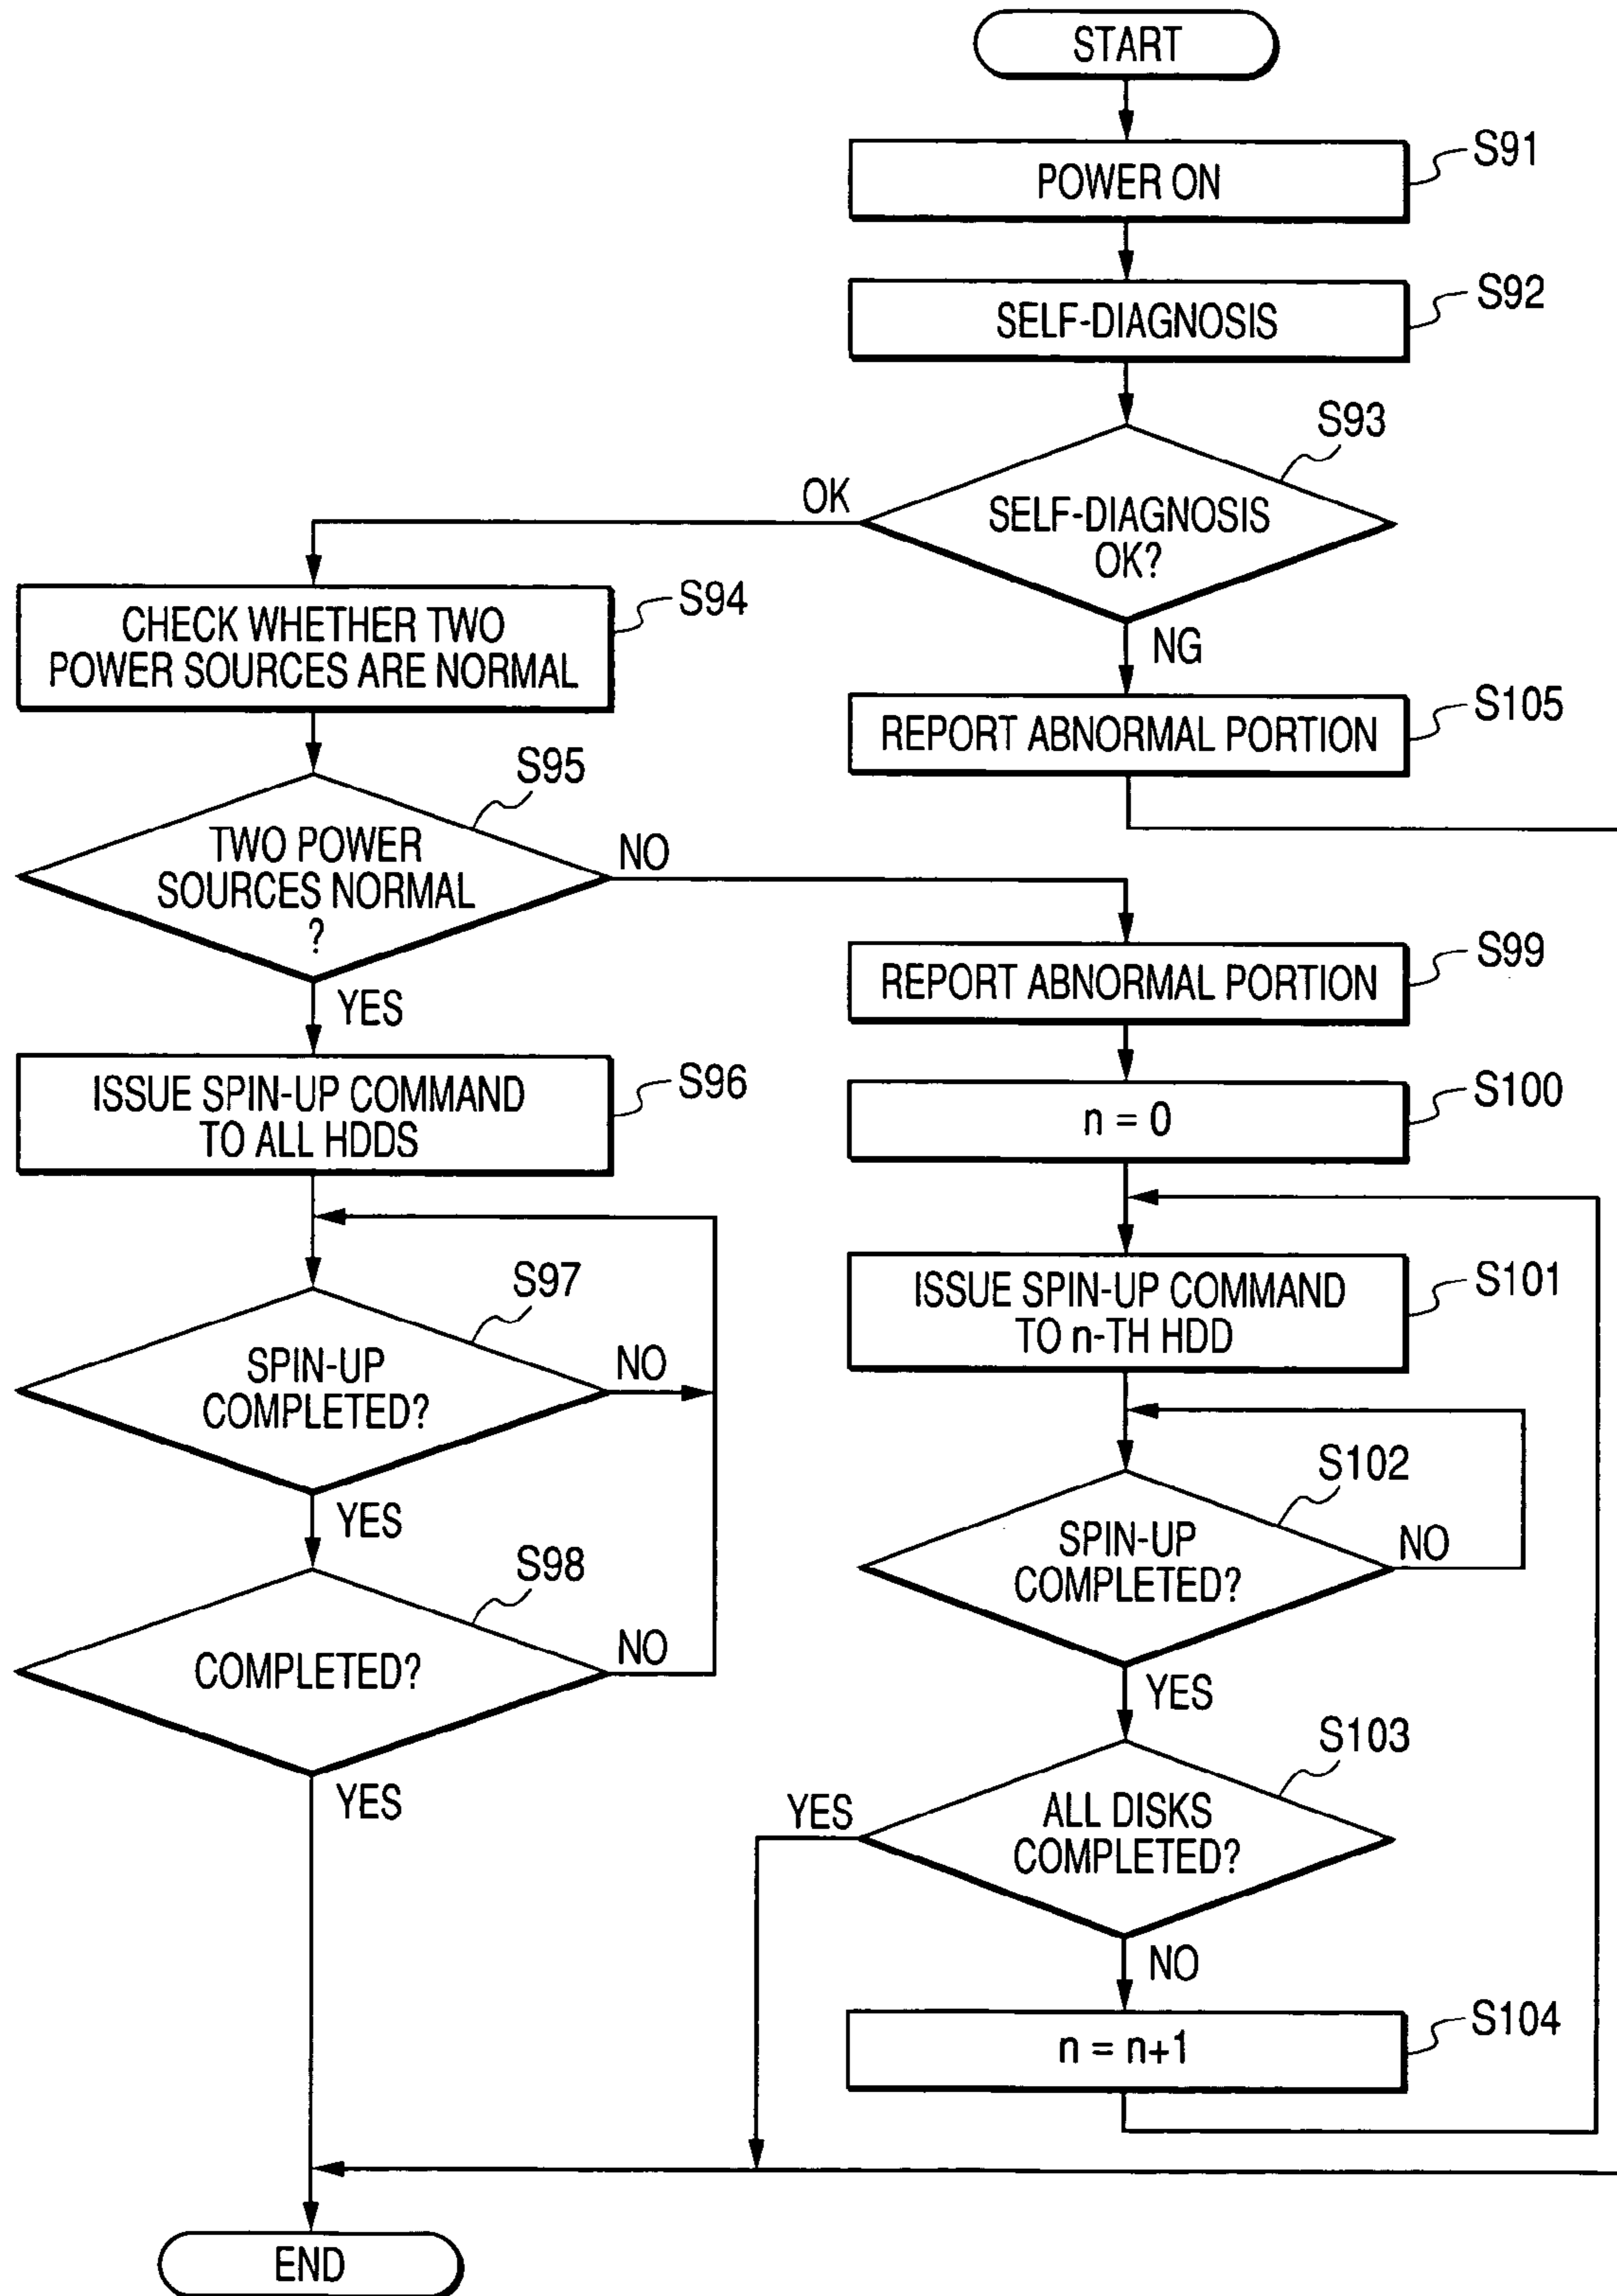 START
POWER ON
S91
SELF-DIAGNOSIS
S92
SELF-DIAGNOSIS
OK?
S93
OK
NG
CHECK WHETHER TWO
POWER SOURCES ARE NORMAL
S94
REPORT ABNORMAL PORTION
S105
TWO POWER
SOURCES NORMAL
?
S95
NO
YES
REPORT ABNORMAL PORTION
S99
ISSUE SPIN-UP COMMAND
TO ALL HDDS
S96
n = 0
S100
ISSUE SPIN-UP COMMAND
TO n-TH HDD
S101
SPIN-UP
COMPLETED?
S97
NO
YES
SPIN-UP
COMPLETED?
S102
NO
YES
COMPLETED?
S98
NO
YES
ALL DISKS
COMPLETED?
S103
YES
NO
n = n+1
S104
END